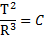 T²/R³ = C